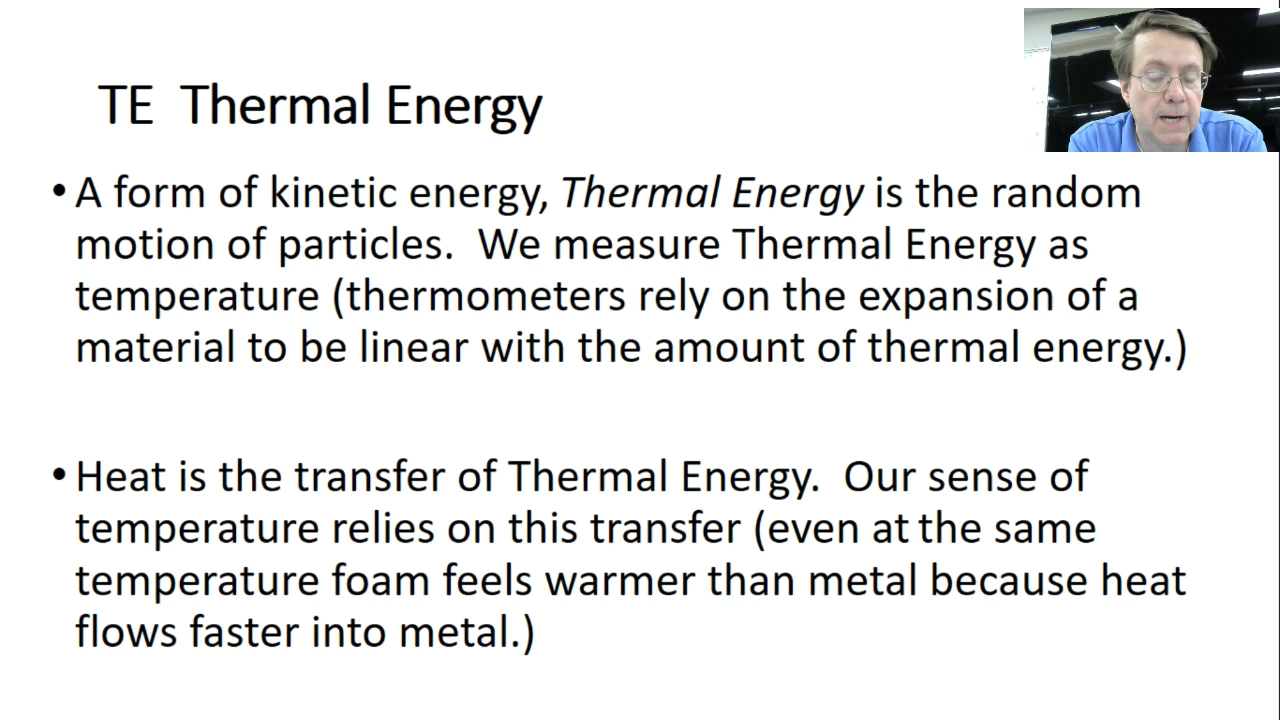 TE  Thermal Energy
• A form of kinetic energy, Thermal Energy is the random
motion of particles.  We measure Thermal Energy as
temperature (thermometers rely on the expansion of a
material to be linear with the amount of thermal energy.)
• Heat is the transfer of Thermal Energy.  Our sense of
temperature relies on this transfer (even at the same
temperature foam feels warmer than metal because heat
flows faster into metal.)